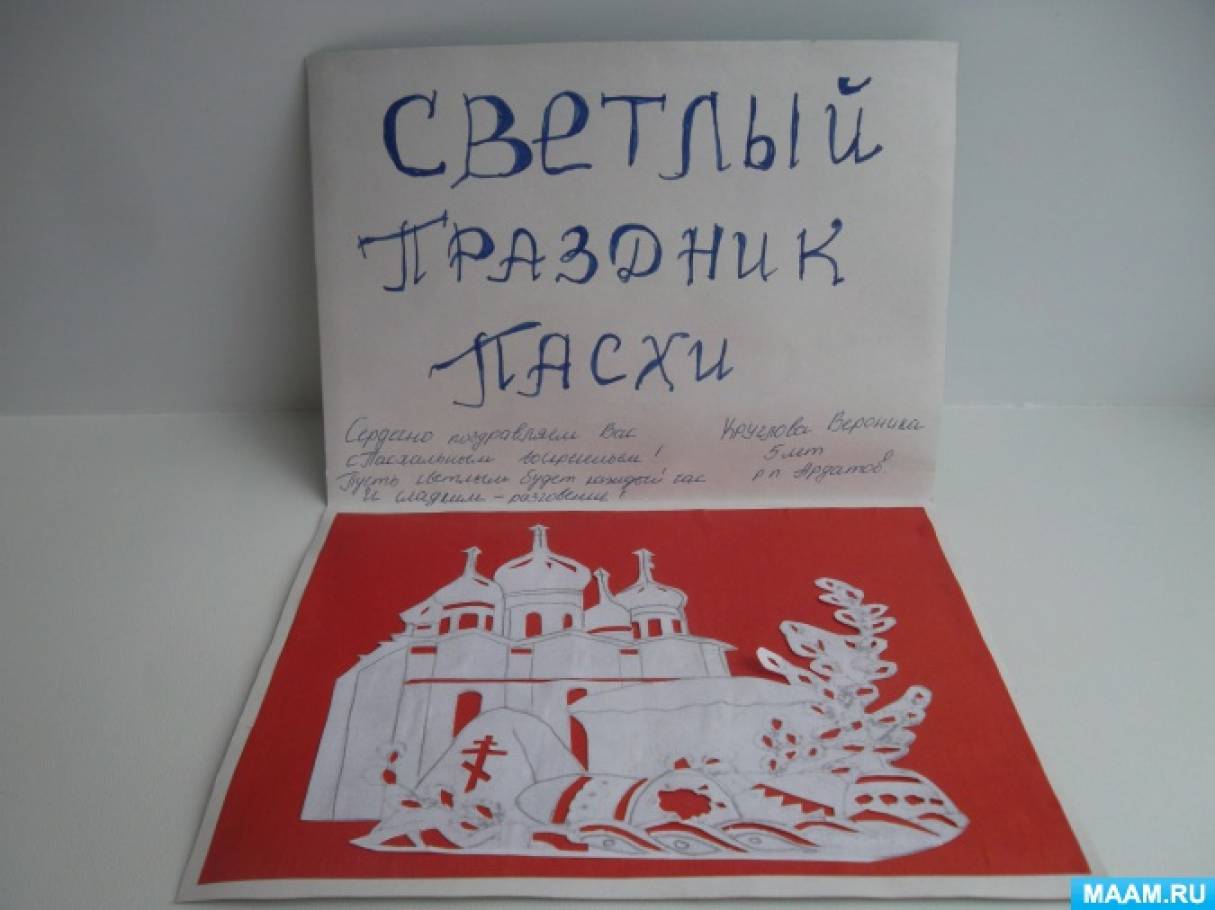 СВЕТЛЫЙ
ПРАЗДНИК
ПАСХИ
Сердечно поздравляем Вас
с Пасхальным воскресеньем!
Пусть светлым будет каждый час
И сладким – разговенье!
Круглова Вероника
5 лет
р п Ардатов
MAAM.RU